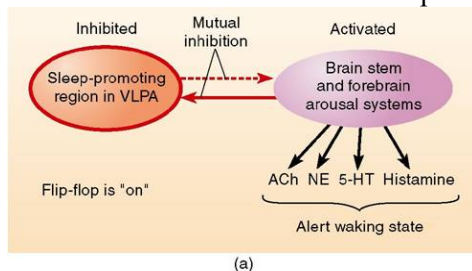 Inhibited
Mutual
inhibition
Activated
Sleep-promoting
region in VLPA
Brain stem
and forebrain
arousal systems
ACh NE 5-HT Histamine
Flip-flop is "on"
Alert waking state
(a)